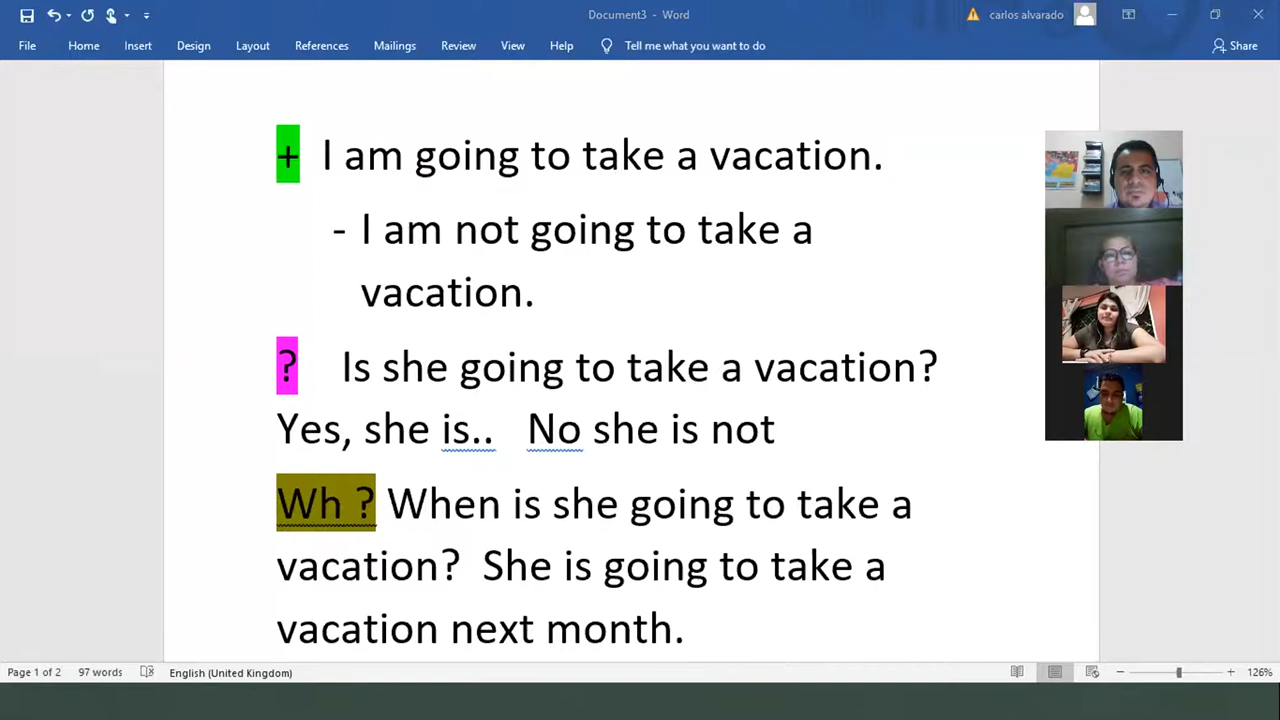 Document3 - Word
carlos alvarado
File Home Insert Design Layout References Mailings Review View Help Tell me what you want to do Share
+ I am going to take a vacation.
- I am not going to take a
vacation.
? Is she going to take a vacation?
Yes, she is.. No she is not
Wh ? When is she going to take a
vacation? She is going to take a
vacation next month.
Page 1 of 2 97 words English (United Kingdom) 126%